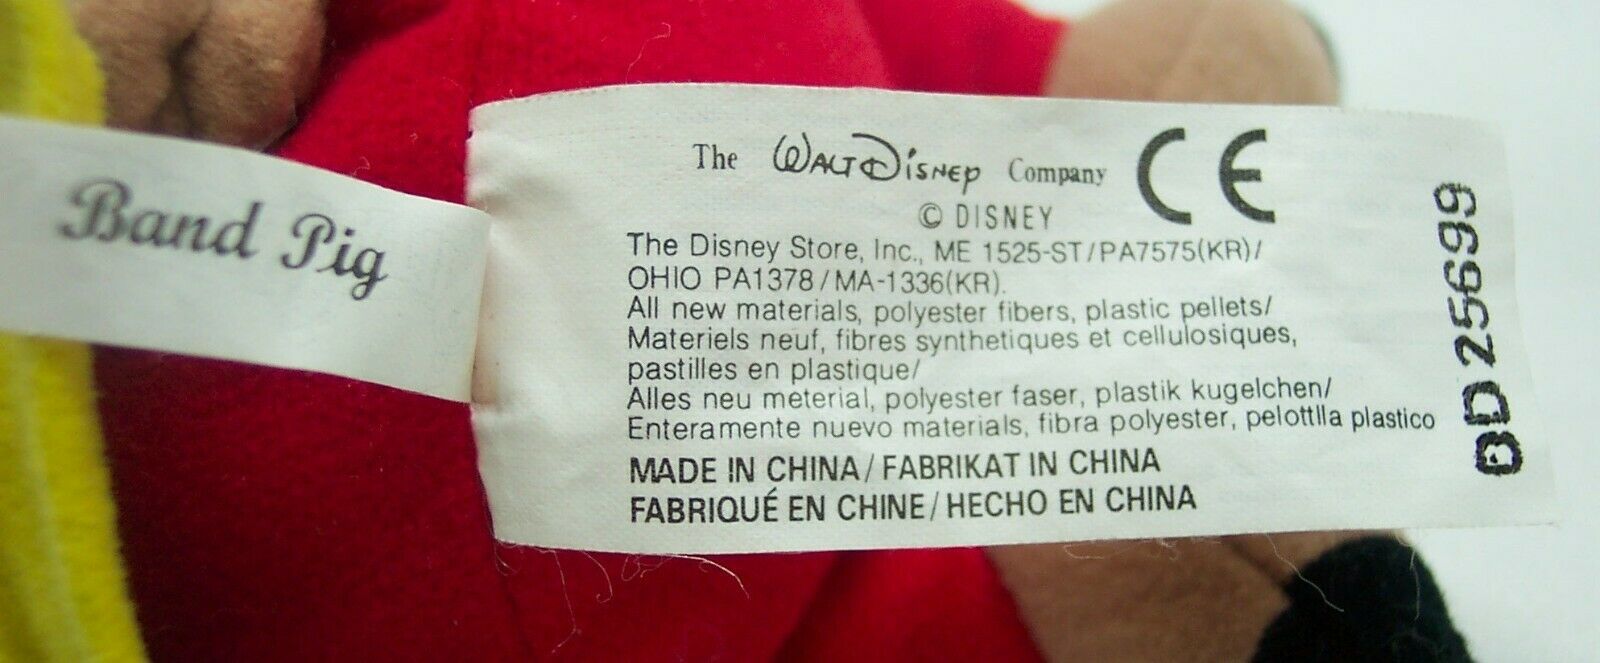 Band Pig
The Walt Disney Company CE
© DISNEY
The Disney Store, Inc., ME 1525-ST/PA7575(KR)/
OHIO PA1378/MA-1336(KR).
All new materials, polyester fibers, plastic pellets/
Materiels neuf, fibres synthetiques et cellulosiques,
pastilles en plastique/
Alles neu meterial, polyester faser, plastik kugelchen/
Enteramente nuevo materials, fibra polyester, pelottlla plastico
MADE IN CHINA/FABRIKAT IN CHINA
FABRIQUÉ EN CHINE/HECHO EN CHINA
BD 25699